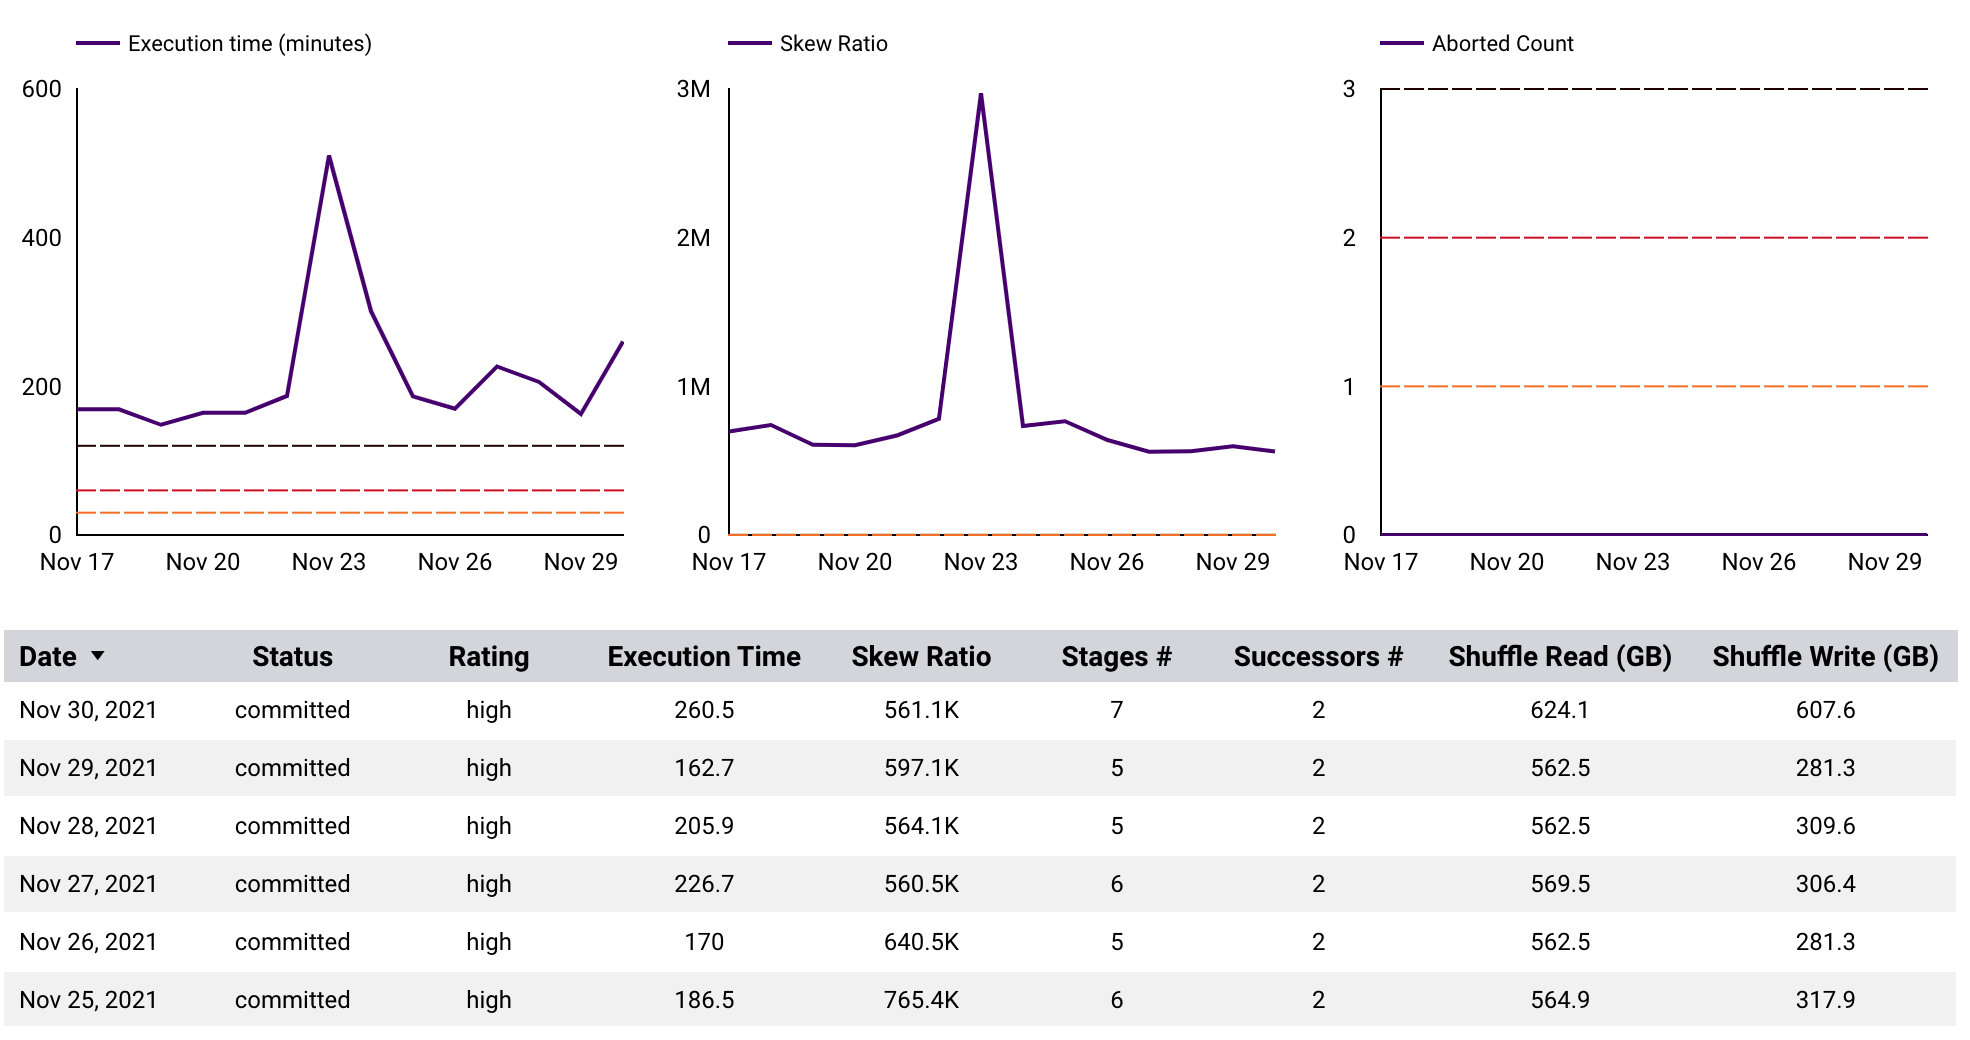 Execution time (minutes)
600
400
200
0
Nov 17 Nov 20 Nov 23 Nov 26 Nov 29
Skew Ratio
3M
2M
1M
0
Nov 17 Nov 20 Nov 23 Nov 26 Nov 29
Aborted Count
3
2
1
0
Nov 17 Nov 20 Nov 23 Nov 26 Nov 29
Date Status Rating Execution Time Skew Ratio Stages # Successors # Shuffle Read (GB) Shuffle Write (GB)
Nov 30, 2021 committed high 260.5 561.1K 7 2 624.1 607.6
Nov 29, 2021 committed high 162.7 597.1K 5 2 562.5 281.3
Nov 28, 2021 committed high 205.9 564.1K 5 2 562.5 309.6
Nov 27, 2021 committed high 226.7 560.5K 6 2 569.5 306.4
Nov 26, 2021 committed high 170 640.5K 5 2 562.5 281.3
Nov 25, 2021 committed high 186.5 765.4K 6 2 564.9 317.9